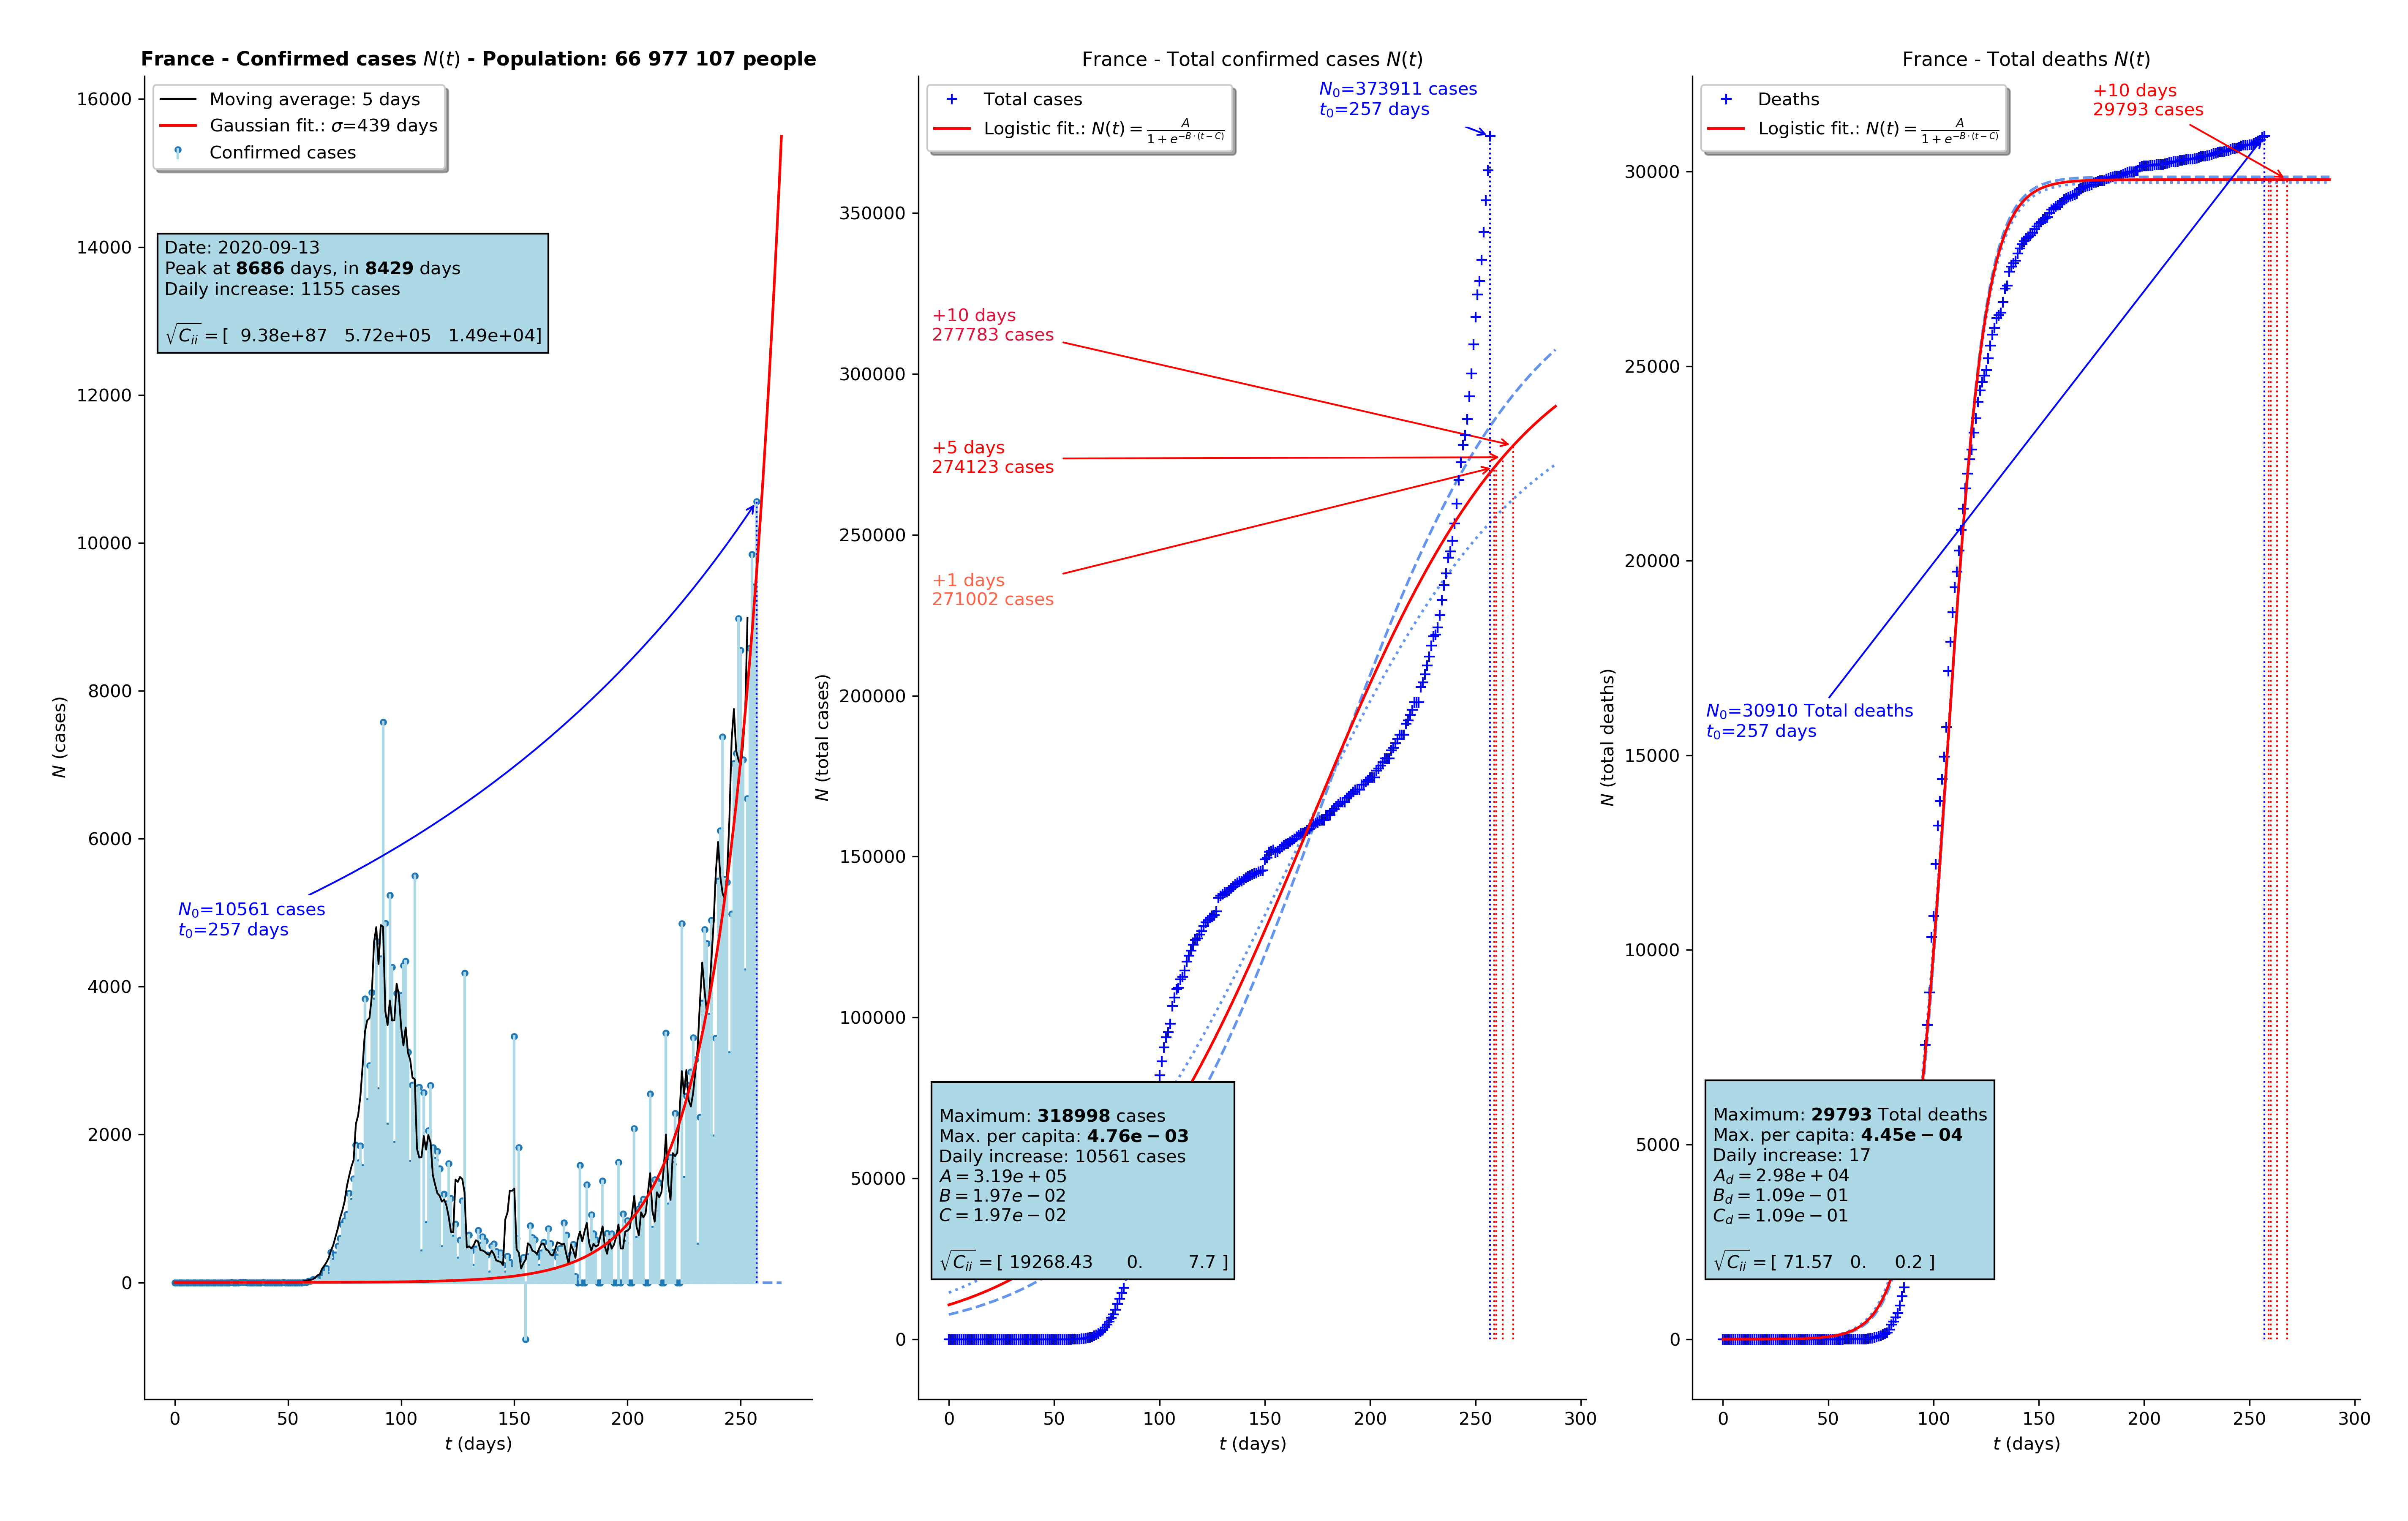 France - Confirmed cases N(t) - Population: 66 977 107 people
Moving average: 5 days
Gaussian fit.: σ=439 days
Confirmed cases
Date: 2020-09-13
Peak at 8686 days, in 8429 days
Daily increase: 1155 cases
√C_ii = [ 9.38e+87 5.72e+05 1.49e+04]
N₀=10561 cases
t₀=257 days
16000
14000
12000
10000
8000
6000
4000
2000
0
N (cases)
0 50 100 150 200 250
t (days)
France - Total confirmed cases N(t)
Total cases
Logistic fit.: N(t) = A / (1 + e^{−B·(t−C)})
N₀=373911 cases
t₀=257 days
+10 days
277783 cases
+5 days
274123 cases
+1 days
271002 cases
Maximum: 318998 cases
Max. per capita: 4.76e − 03
Daily increase: 10561 cases
A = 3.19e + 05
B = 1.97e − 02
C = 1.97e − 02
√C_ii = [ 19268.43 0. 7.7 ]
350000
300000
250000
200000
150000
100000
50000
0
N (total cases)
0 50 100 150 200 250 300
t (days)
France - Total deaths N(t)
Deaths
Logistic fit.: N(t) = A / (1 + e^{−B·(t−C)})
+10 days
29793 cases
N₀=30910 Total deaths
t₀=257 days
Maximum: 29793 Total deaths
Max. per capita: 4.45e − 04
Daily increase: 17
A_d = 2.98e + 04
B_d = 1.09e − 01
C_d = 1.09e − 01
√C_ii = [ 71.57 0. 0.2 ]
30000
25000
20000
15000
10000
5000
0
N (total deaths)
0 50 100 150 200 250 300
t (days)